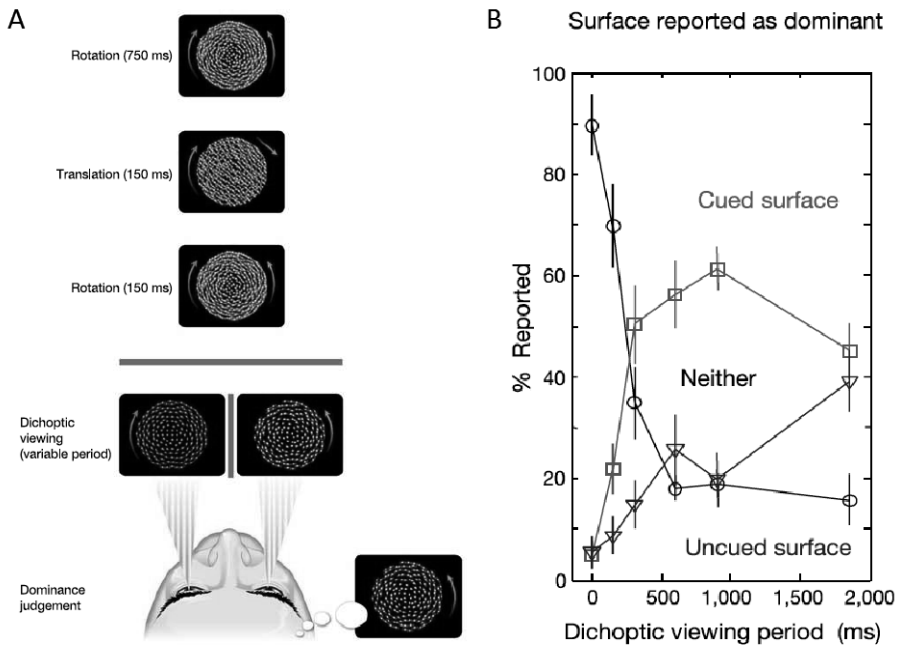 A
Rotation (750 ms)
Translation (150 ms)
Rotation (150 ms)
Dichoptic
viewing
(variable period)
Dominance
judgement
B
Surface reported as dominant
% Reported
100
80
60
40
20
0
Cued surface
Neither
Uncued surface
0
500
1,000
1,500
2,000
Dichoptic viewing period (ms)